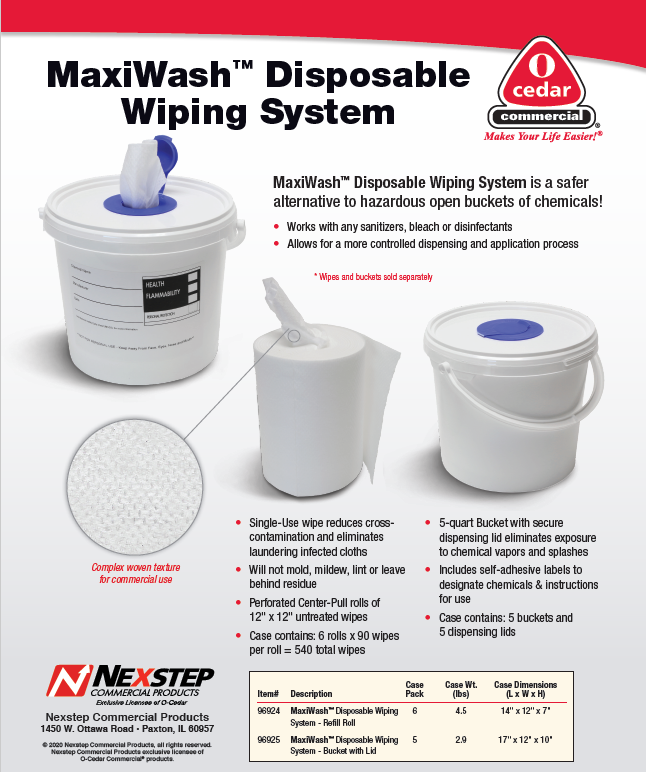 MaxiWash™ Disposable
Wiping System
O
cedar
commercial®
Makes Your Life Easier!®
MaxiWash™ Disposable Wiping System is a safer
alternative to hazardous open buckets of chemicals!
• Works with any sanitizers, bleach or disinfectants
• Allows for a more controlled dispensing and application process
* Wipes and buckets sold separately
HEALTH
FLAMMABILITY
Complex woven texture
for commercial use
• Single-Use wipe reduces cross-
contamination and eliminates
laundering infected cloths
• Will not mold, mildew, lint or leave
behind residue
• Perforated Center-Pull rolls of
12" x 12" untreated wipes
• Case contains: 6 rolls x 90 wipes
per roll = 540 total wipes
• 5-quart Bucket with secure
dispensing lid eliminates exposure
to chemical vapors and splashes
• Includes self-adhesive labels to
designate chemicals & instructions
for use
• Case contains: 5 buckets and
5 dispensing lids
NEXSTEP
COMMERCIAL PRODUCTS
Exclusive Licensee of O-Cedar
Nexstep Commercial Products
1450 W. Ottawa Road • Paxton, IL 60957
© 2020 Nexstep Commercial Products, all rights reserved.
Nexstep Commercial Products exclusive licensee of
O-Cedar Commercial® products.
Item# Description Case Pack Case Wt. (lbs) Case Dimensions (L x W x H)
96924 MaxiWash™ Disposable Wiping 6 4.5 14" x 12" x 7"
System - Refill Roll
96925 MaxiWash™ Disposable Wiping 5 2.9 17" x 12" x 10"
System - Bucket with Lid